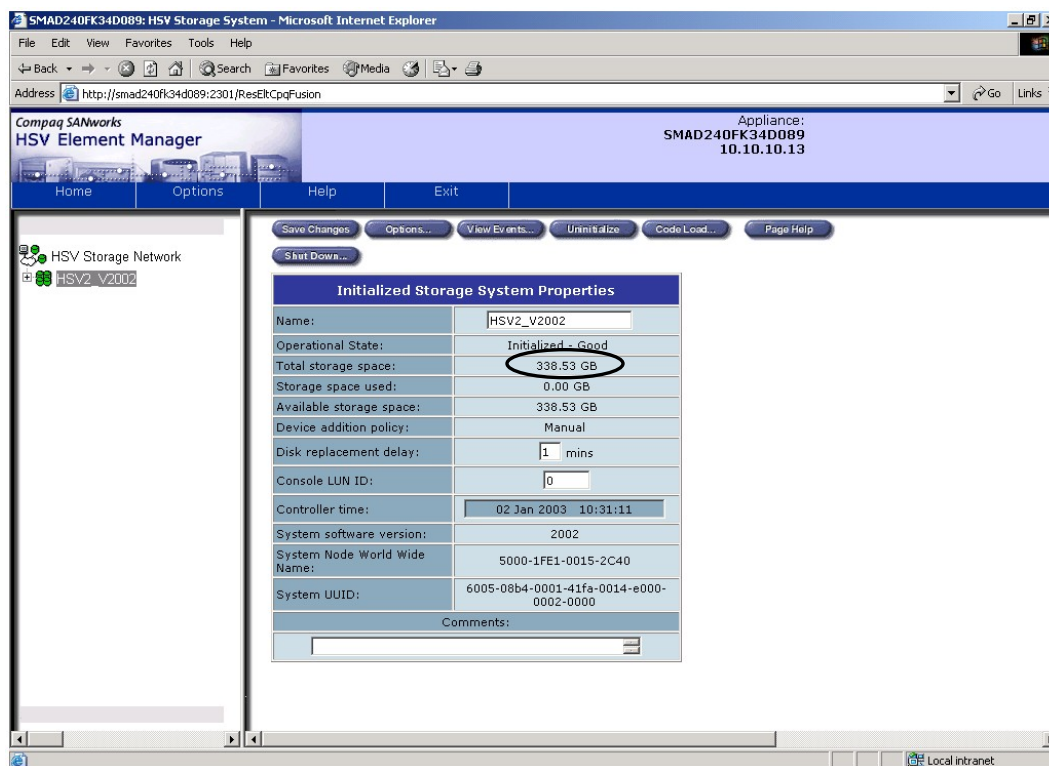 SMAD240FK34D089: HSV Storage System - Microsoft Internet Explorer
File Edit View Favorites Tools Help
Back Search Favorites Media
Address http://smad240fk34d089:2301/ResEltCpqFusion Go Links
Compaq SANworks
HSV Element Manager
Appliance:
SMAD240FK34D089
10.10.10.13
Home Options Help Exit
HSV Storage Network
HSV2_V2002
Save Changes Options... View Events... Uninitialize Code Load... Page Help
Shut Down...
Initialized Storage System Properties
Name: HSV2_V2002
Operational State: Initialized - Good
Total storage space: 338.53 GB
Storage space used: 0.00 GB
Available storage space: 338.53 GB
Device addition policy: Manual
Disk replacement delay: 1 mins
Console LUN ID: 0
Controller time: 02 Jan 2003 10:31:11
System software version: 2002
System Node World Wide
Name: 5000-1FE1-0015-2C40
System UUID: 6005-08b4-0001-41fa-0014-e000-
0002-0000
Comments:
Local intranet